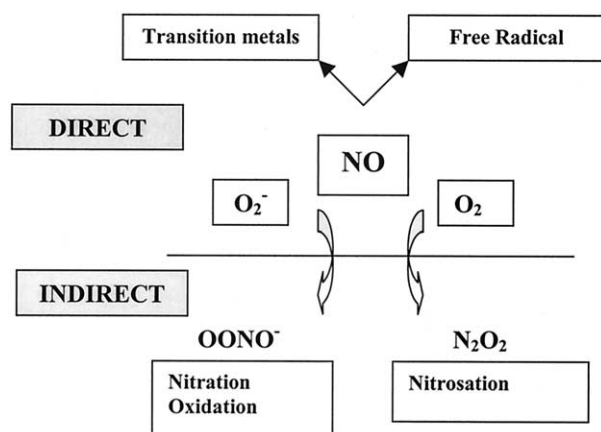 Transition metals
Free Radical
DIRECT
NO
O₂⁻
O₂
INDIRECT
OONO⁻
N₂O₂
Nitration
Oxidation
Nitrosation